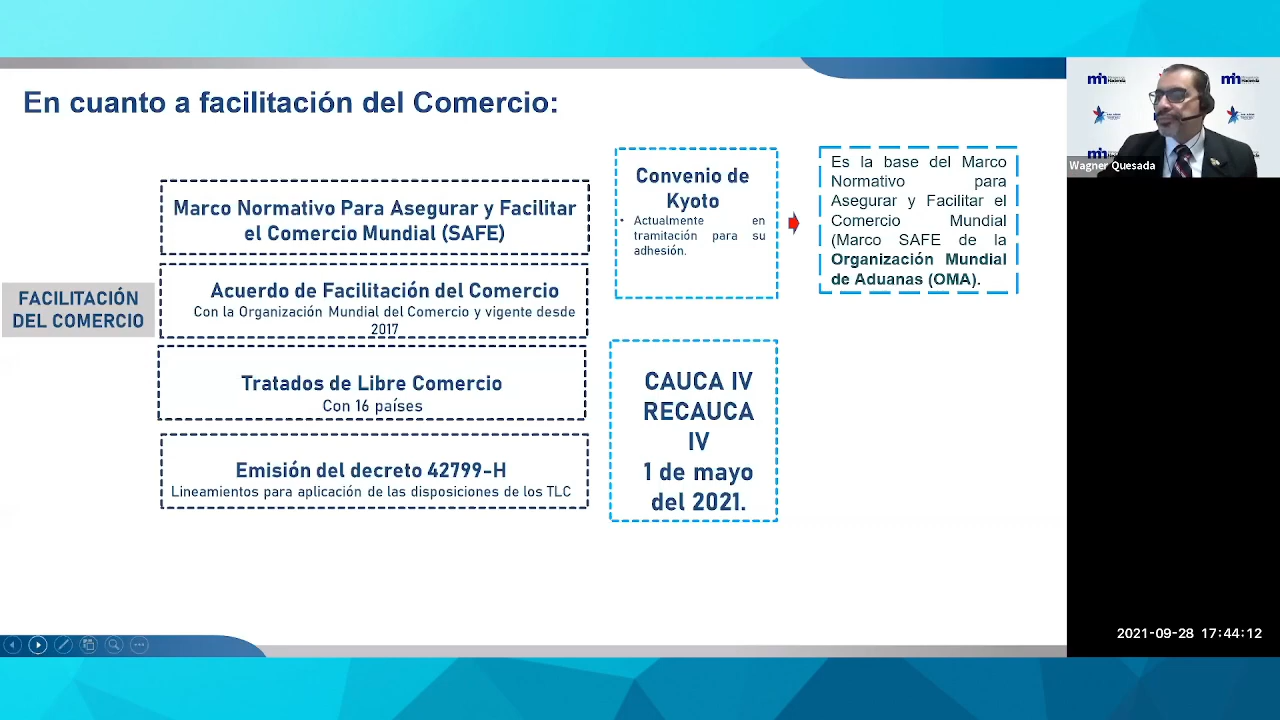 En cuanto a facilitación del Comercio:
FACILITACIÓN
DEL COMERCIO
Marco Normativo Para Asegurar y Facilitar
el Comercio Mundial (SAFE)
Acuerdo de Facilitación del Comercio
Con la Organización Mundial del Comercio y vigente desde
2017
Tratados de Libre Comercio
Con 16 países
Emisión del decreto 42799-H
Lineamientos para aplicación de las disposiciones de los TLC
Convenio de
Kyoto
• Actualmente en
tramitación para su
adhesión.
Es la base del Marco
Normativo para
Asegurar y Facilitar el
Comercio Mundial
(Marco SAFE de la
Organización Mundial
de Aduanas (OMA).
CAUCA IV
RECAUCA
IV
1 de mayo
del 2021.
Wagner Quesada
2021-09-28 17:44:12